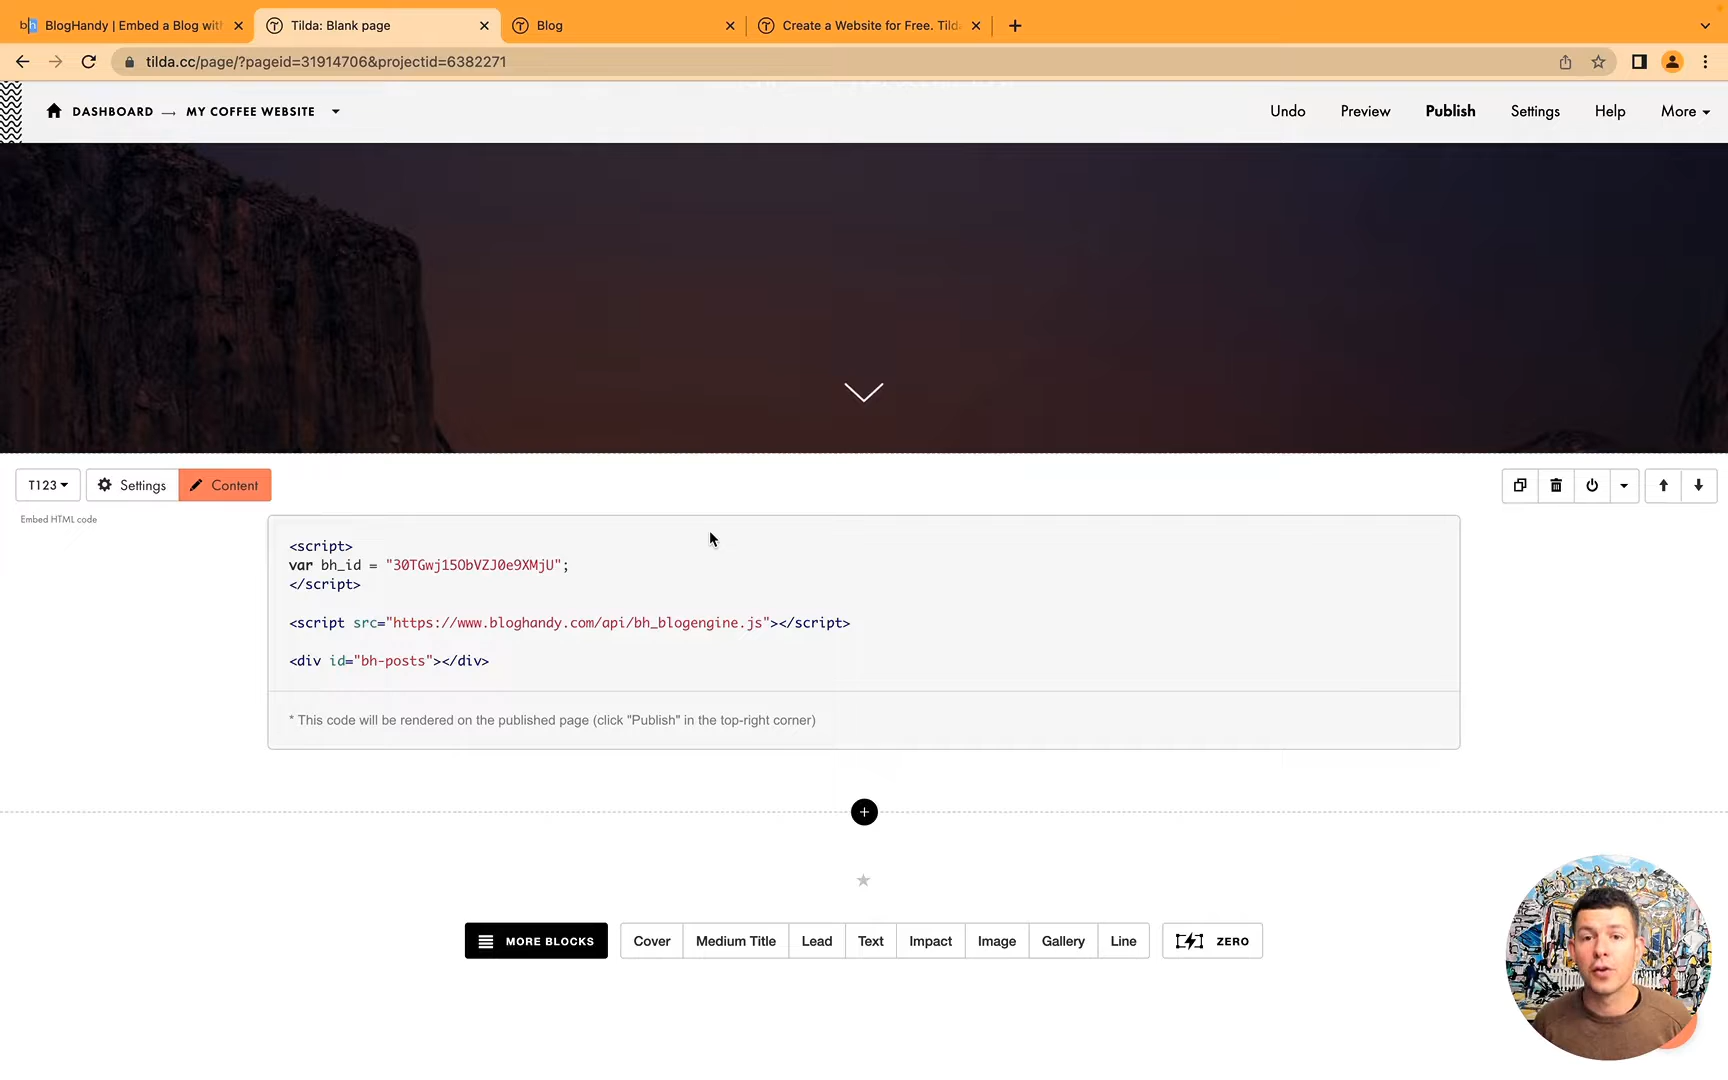 bh BlogHandy | Embed a Blog with
Tilda: Blank page
Blog
Create a Website for Free. Tilda
tilda.cc/page/?pageid=31914706&projectid=6382271
DASHBOARD → MY COFFEE WEBSITE
Undo
Preview
Publish
Settings
Help
More
T123
Settings
Content
Embed HTML code
<script>
var bh_id = "30TGwj15ObVZJ0e9XMjU";
</script>
<script src="https://www.bloghandy.com/api/bh_blogengine.js"></script>
<div id="bh-posts"></div>
* This code will be rendered on the published page (click "Publish" in the top-right corner)
MORE BLOCKS
Cover
Medium Title
Lead
Text
Impact
Image
Gallery
Line
ZERO